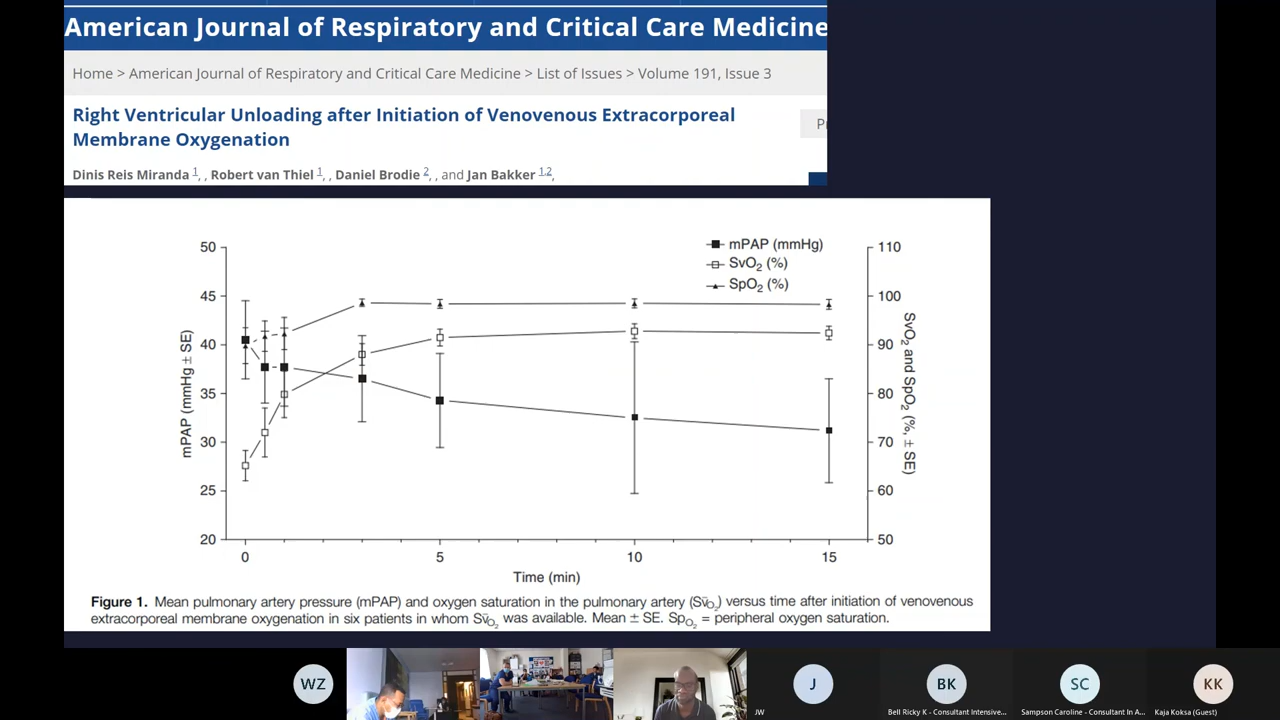 American Journal of Respiratory and Critical Care Medicine
Home > American Journal of Respiratory and Critical Care Medicine > List of Issues > Volume 191, Issue 3
Right Ventricular Unloading after Initiation of Venovenous Extracorporeal
Membrane Oxygenation
Dinis Reis Miranda 1, , Robert van Thiel 1, , Daniel Brodie 2, , and Jan Bakker 1,2,
mPAP (mmHg)
SvO2 (%)
SpO2 (%)
50
45
40
35
30
25
20
mPAP (mmHg ± SE)
110
100
90
80
70
60
50
SvO2 and SpO2 (%, ± SE)
0 5 10 15
Time (min)
Figure 1. Mean pulmonary artery pressure (mPAP) and oxygen saturation in the pulmonary artery (Sv̄O2) versus time after initiation of venovenous
extracorporeal membrane oxygenation in six patients in whom Sv̄O2 was available. Mean ± SE. SpO2 = peripheral oxygen saturation.
WZ
J
BK
SC
KK
JW
Bell Ricky K - Consultant Intensive...
Sampson Caroline - Consultant In A...
Kaja Koksa (Guest)